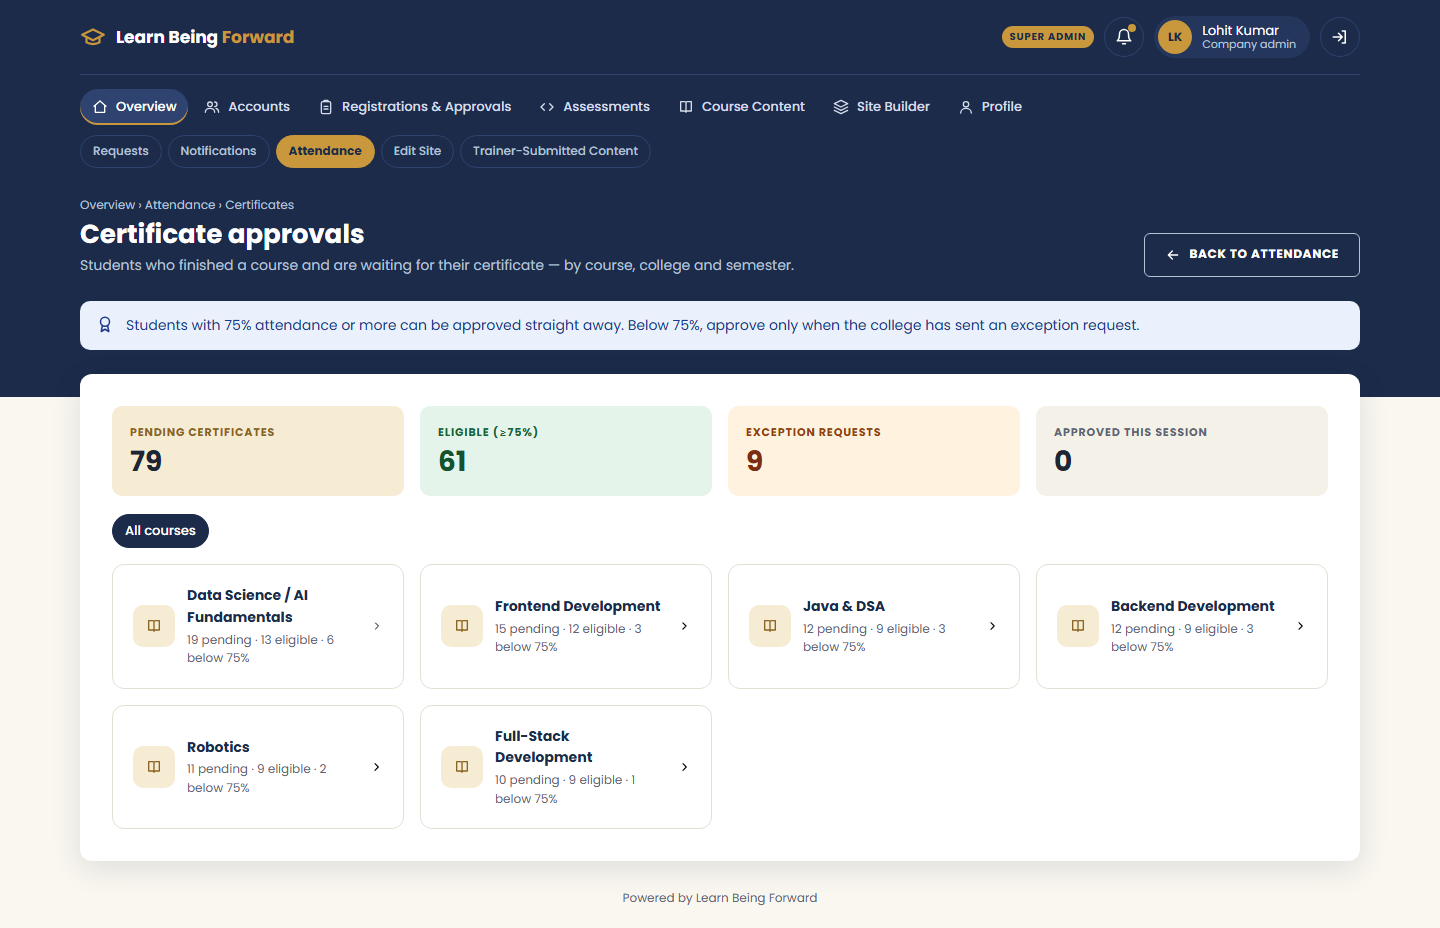 Learn Being Forward
SUPER ADMIN
LK
Lohit Kumar
Company admin
Overview
Accounts
Registrations & Approvals
Assessments
Course Content
Site Builder
Profile
Requests
Notifications
Attendance
Edit Site
Trainer-Submitted Content
Overview › Attendance › Certificates
Certificate approvals
Students who finished a course and are waiting for their certificate — by course, college and semester.
BACK TO ATTENDANCE
Students with 75% attendance or more can be approved straight away. Below 75%, approve only when the college has sent an exception request.
PENDING CERTIFICATES
79
ELIGIBLE (≥75%)
61
EXCEPTION REQUESTS
9
APPROVED THIS SESSION
0
All courses
Data Science / AI
Fundamentals
19 pending · 13 eligible · 6
below 75%
Frontend Development
15 pending · 12 eligible · 3
below 75%
Java & DSA
12 pending · 9 eligible · 3
below 75%
Backend Development
12 pending · 9 eligible · 3
below 75%
Robotics
11 pending · 9 eligible · 2
below 75%
Full-Stack
Development
10 pending · 9 eligible · 1
below 75%
Powered by Learn Being Forward